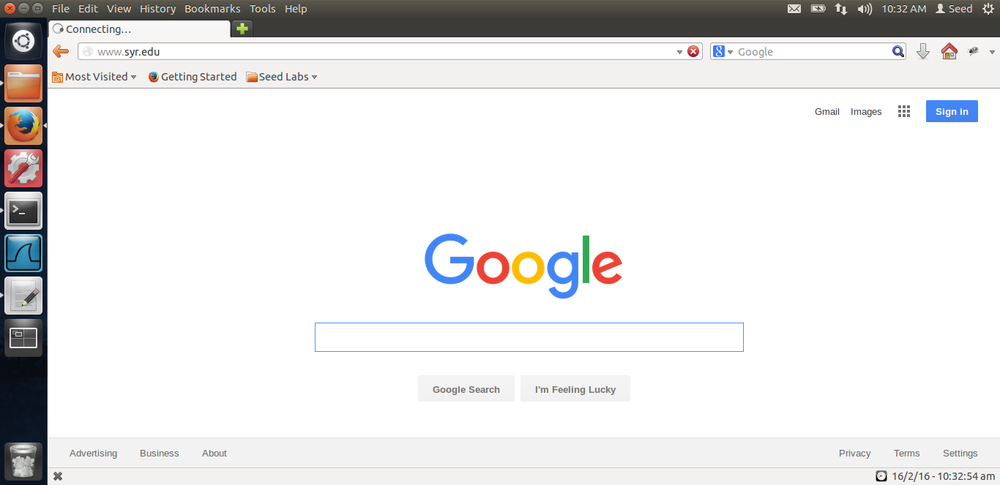 File Edit View History Bookmarks Tools Help 10:32 AM Seed
Connecting...
www.syr.edu Google
Most Visited Getting Started Seed Labs
Gmail Images Sign in
Google
Google Search I'm Feeling Lucky
Advertising Business About Privacy Terms Settings
16/2/16 - 10:32:54 am